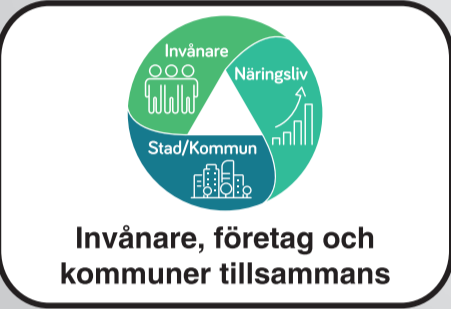 Invånare
Näringsliv
Stad/Kommun
Invånare, företag och
kommuner tillsammans